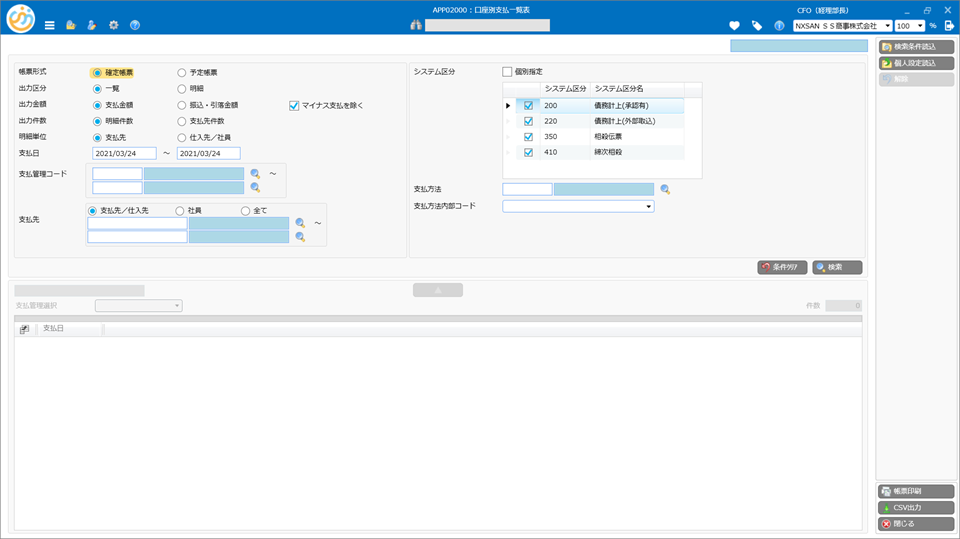 APP02000：口座別支払一覧表
CFO（経理部長）
NXSAN ＳＳ商事株式会社
100
%
検索条件読込
個人設定読込
解除
帳票形式
確定帳票
予定帳票
出力区分
一覧
明細
出力金額
支払金額
振込・引落金額
マイナス支払を除く
出力件数
明細件数
支払先件数
明細単位
支払先
仕入先／社員
支払日
2021/03/24
～
2021/03/24
支払管理コード
～
支払先
支払先／仕入先
社員
全て
～
システム区分
個別指定
システム区分
システム区分名
200
債務計上(承認有)
220
債務計上(外部取込)
350
相殺伝票
410
締次相殺
支払方法
支払方法内部コード
条件ｸﾘｱ
検索
支払管理選択
件数
0
支払日
帳票印刷
CSV出力
閉じる